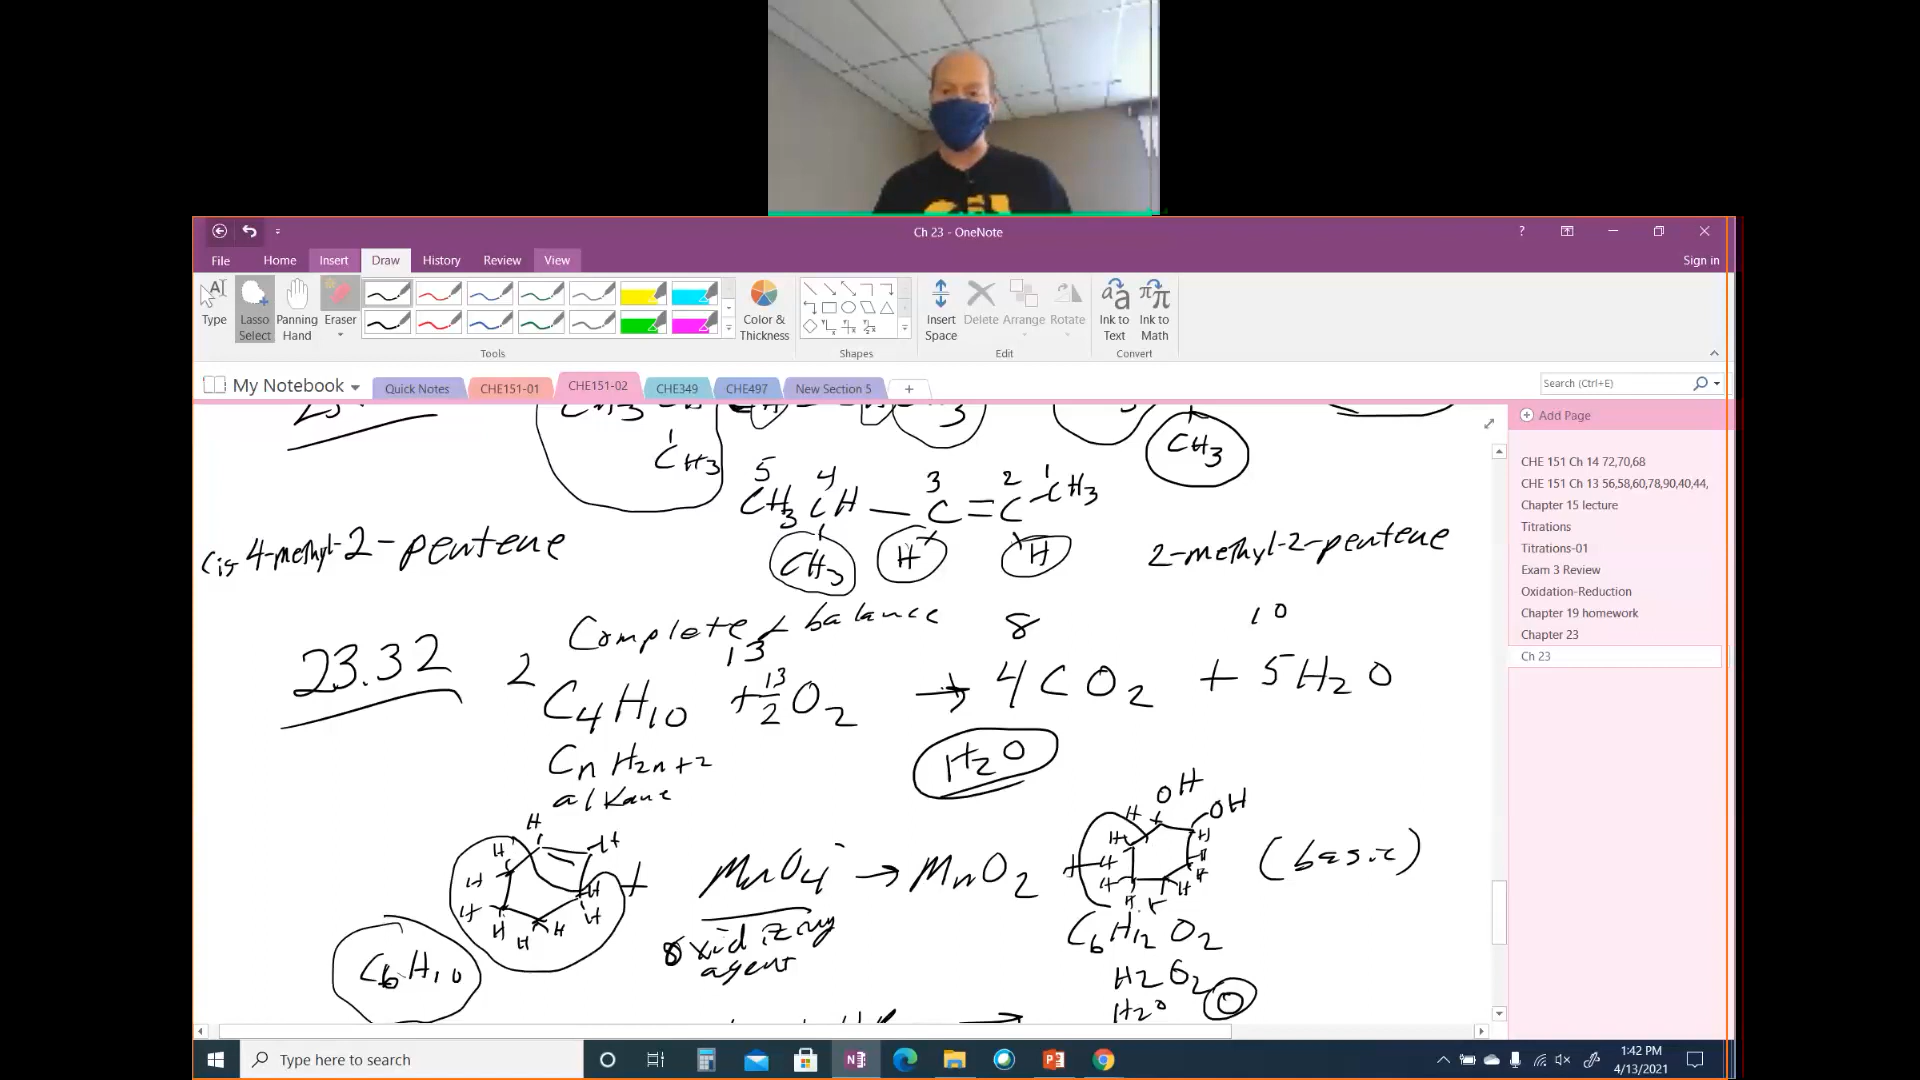 Ch 23 - OneNote
File Home Insert Draw History Review View Sign in
Type
Lasso Select
Panning Hand
Eraser
Color & Thickness
Insert Space
Delete
Arrange
Rotate
Ink to Text
Ink to Math
Tools Shapes Edit Convert
My Notebook Quick Notes CHE151-01 CHE151-02 CHE349 CHE497 New Section 5 +
Search (Ctrl+E)
Add Page
CHE 151 Ch 14 72,70,68
CHE 151 Ch 13 56,58,60,78,90,40,44,
Chapter 15 lecture
Titrations
Titrations-01
Exam 3 Review
Oxidation-Reduction
Chapter 19 homework
Chapter 23
Ch 23
CH3 CH3
5 4 3 2 1
CH3 CH — C = C - CH3
CH3 H H
cis 4-methyl-2-pentene 2-methyl-2-pentene
Complete + balance
13 8 10
23.32 2 C4H10 + 13/2 O2 → 4CO2 + 5H2O
CnH2n+2
alkane
H2O
OH
OH
+ MnO4- → MnO2 + (basic)
oxidizing
agent
C6H10
C6H12O2
H2O2
H2O O
Type here to search
1:42 PM
4/13/2021